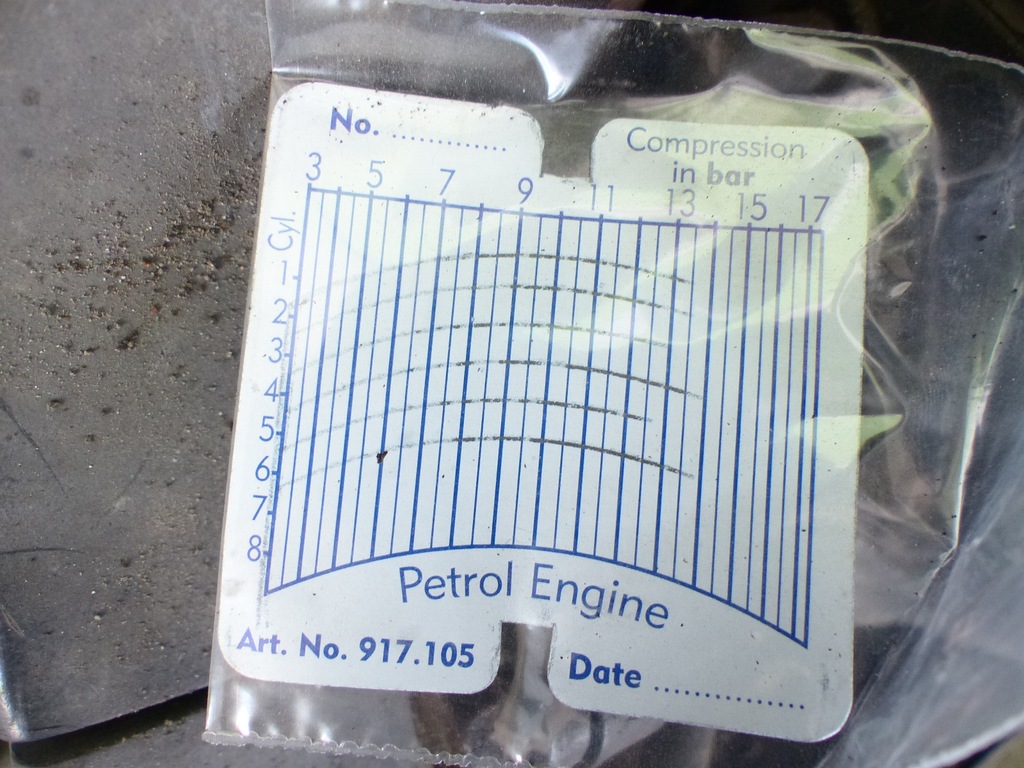 No. ..............
Compression
in bar
3 5 7 9 11 13 15 17
Cyl.
1
2
3
4
5
6
7
8
Petrol Engine
Art. No. 917.105
Date ..................